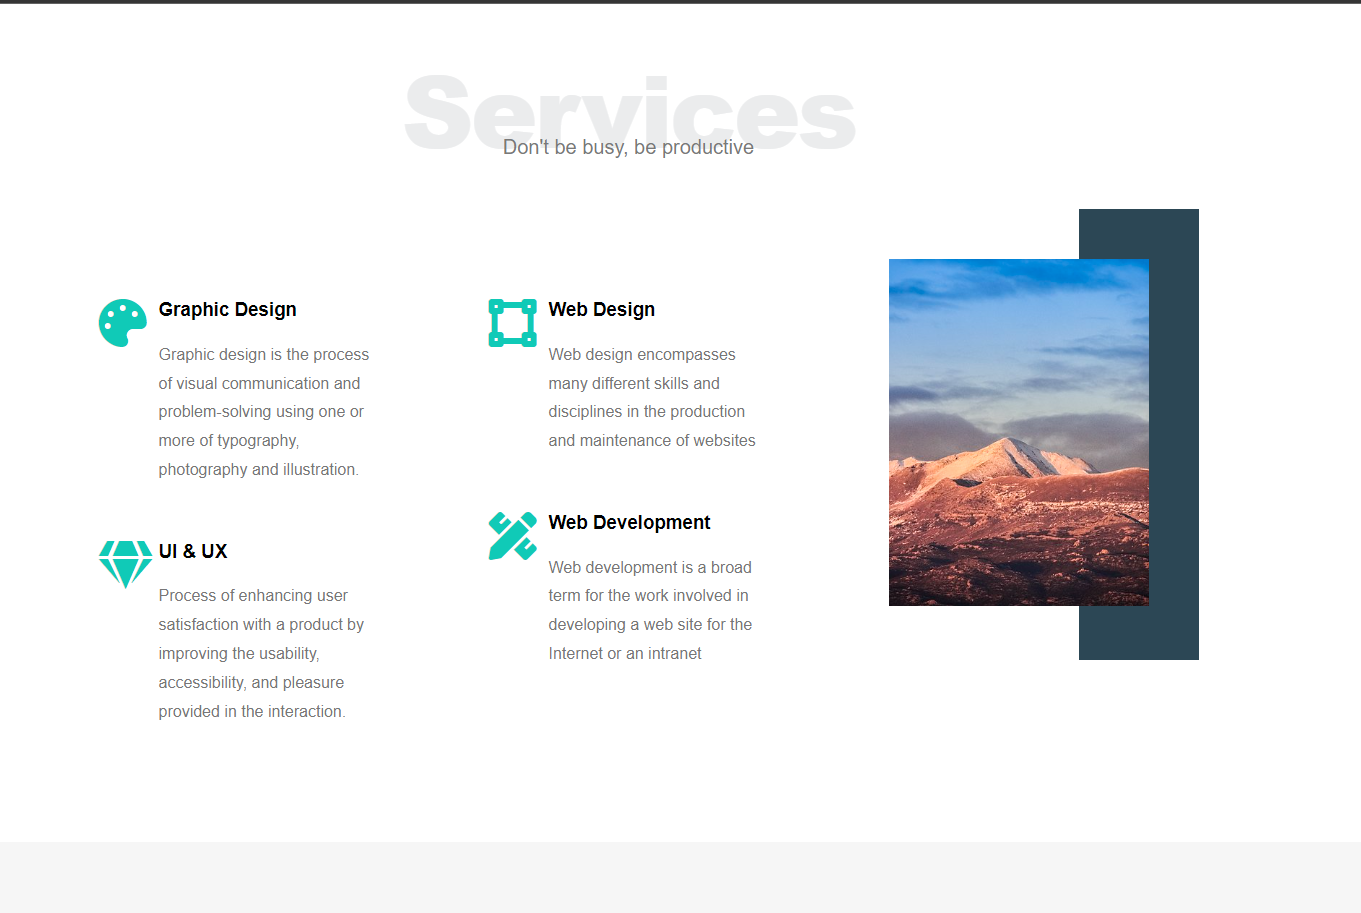 Services
Don't be busy, be productive
Graphic Design
Graphic design is the process
of visual communication and
problem-solving using one or
more of typography,
photography and illustration.
UI & UX
Process of enhancing user
satisfaction with a product by
improving the usability,
accessibility, and pleasure
provided in the interaction.
Web Design
Web design encompasses
many different skills and
disciplines in the production
and maintenance of websites
Web Development
Web development is a broad
term for the work involved in
developing a web site for the
Internet or an intranet